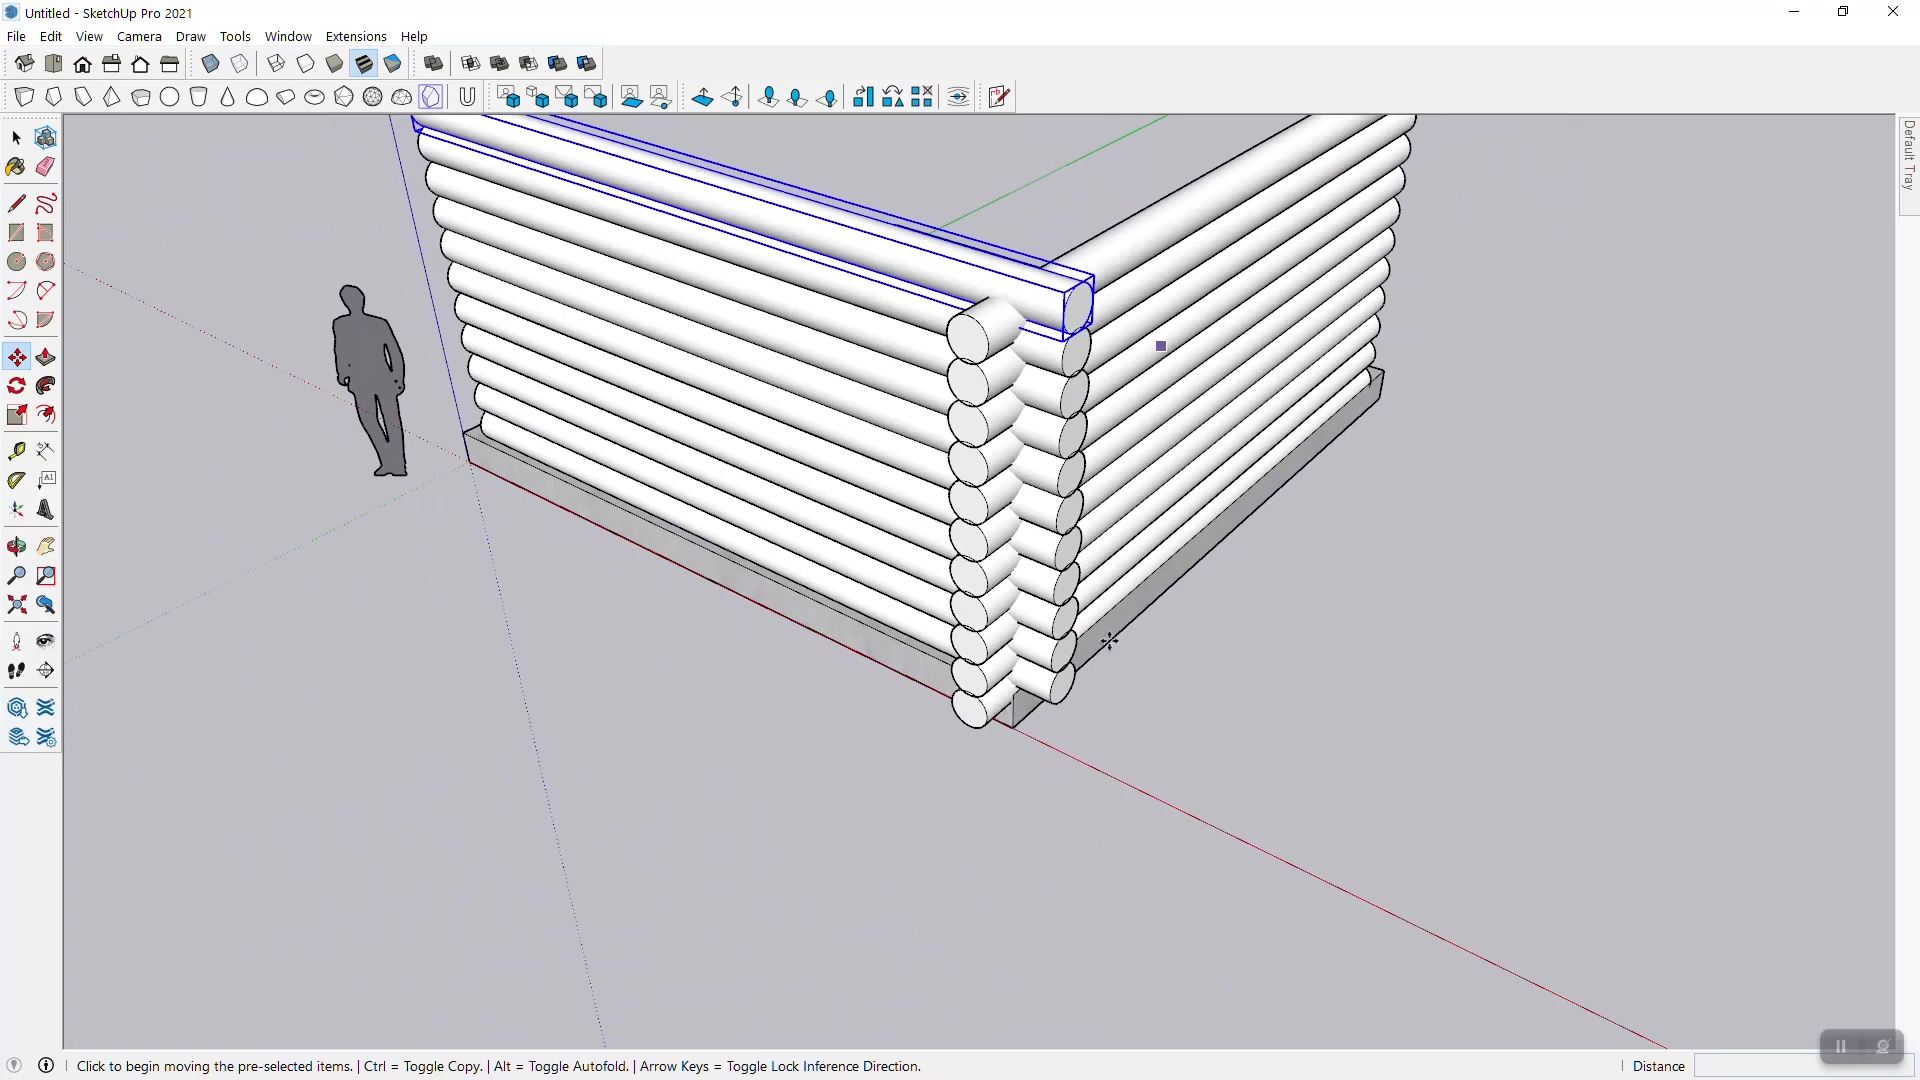 Untitled - SketchUp Pro 2021
File Edit View Camera Draw Tools Window Extensions Help
Default Tray
Click to begin moving the pre-selected items. | Ctrl = Toggle Copy. | Alt = Toggle Autofold. | Arrow Keys = Toggle Lock Inference Direction.
Distance